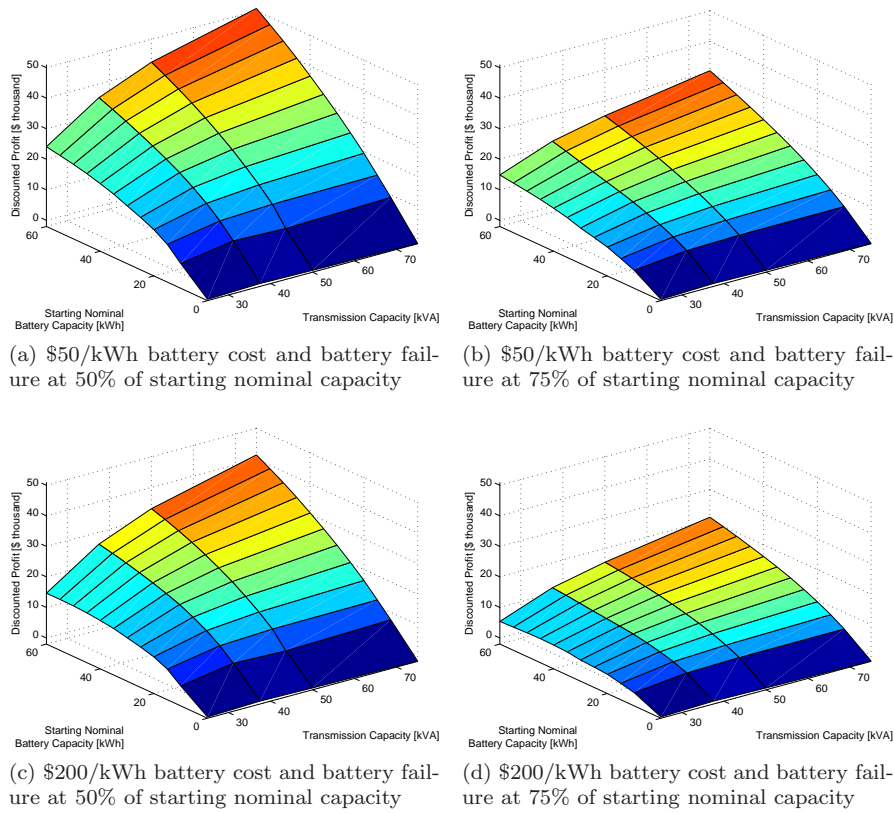 50
40
30
20
10
0
Discounted Profit [$ thousand]
60
40
20
0
Starting Nominal
Battery Capacity [kWh]
30
40
50
60
70
Transmission Capacity [kVA]
(a) $50/kWh battery cost and battery fail-
ure at 50% of starting nominal capacity
50
40
30
20
10
0
Discounted Profit [$ thousand]
60
40
20
0
Starting Nominal
Battery Capacity [kWh]
30
40
50
60
70
Transmission Capacity [kVA]
(b) $50/kWh battery cost and battery fail-
ure at 75% of starting nominal capacity
50
40
30
20
10
0
Discounted Profit [$ thousand]
60
40
20
0
Starting Nominal
Battery Capacity [kWh]
30
40
50
60
70
Transmission Capacity [kVA]
(c) $200/kWh battery cost and battery fail-
ure at 50% of starting nominal capacity
50
40
30
20
10
0
Discounted Profit [$ thousand]
60
40
20
0
Starting Nominal
Battery Capacity [kWh]
30
40
50
60
70
Transmission Capacity [kVA]
(d) $200/kWh battery cost and battery fail-
ure at 75% of starting nominal capacity